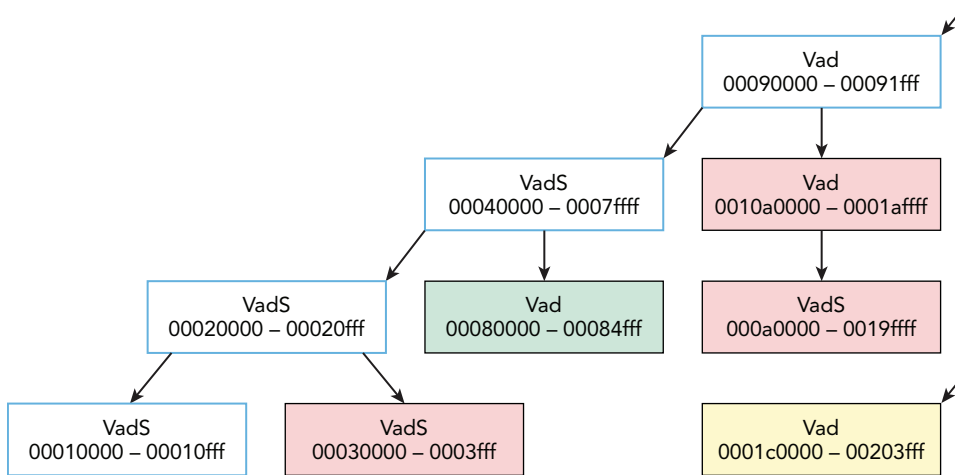 Vad
00090000 – 00091fff
VadS
00040000 – 0007ffff
Vad
0010a0000 – 0001affff
VadS
00020000 – 00020fff
Vad
00080000 – 00084fff
VadS
000a0000 – 0019ffff
VadS
00010000 – 00010fff
VadS
00030000 – 0003fff
Vad
0001c0000 – 00203fff